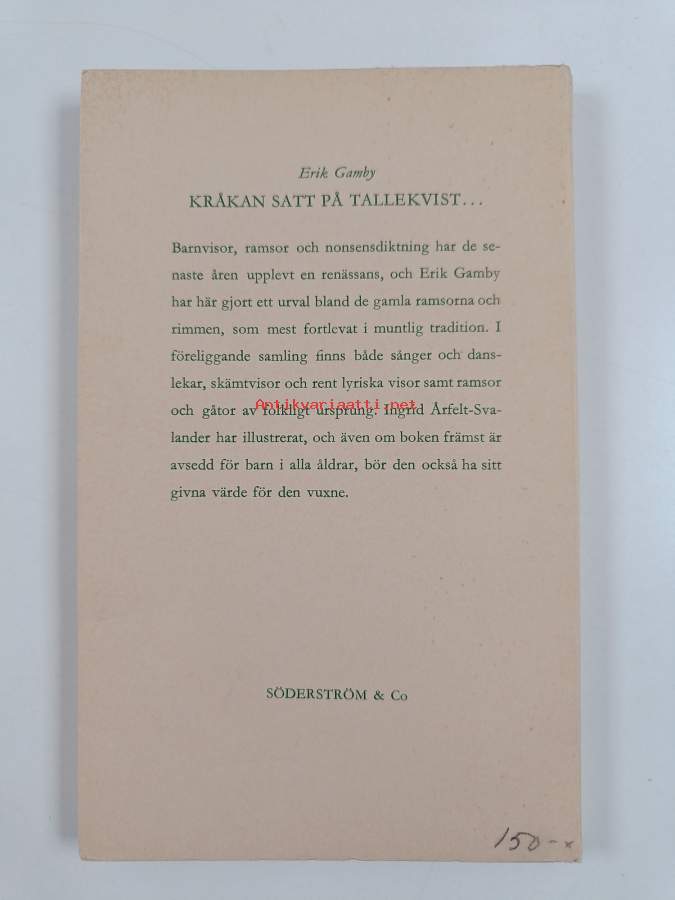 Erik Gamby
KRÅKAN SATT PÅ TALLEKVIST...
Barnvisor, ramsor och nonsensdiktning har de se-
naste åren upplevt en renässans, och Erik Gamby
har här gjort ett urval bland de gamla ramsorna och
rimmen, som mest fortlevat i muntlig tradition. I
föreliggande samling finns både sånger och dans-
lekar, skämtvisor och rent lyriska visor samt ramsor
och gåtor av folkligt ursprung. Ingrid Årfelt-Sva-
Antikvariaatti.net
lander har illustrerat, och även om boken främst är
avsedd för barn i alla åldrar, bör den också ha sitt
givna värde för den vuxne.
SÖDERSTRÖM & Co
150-x